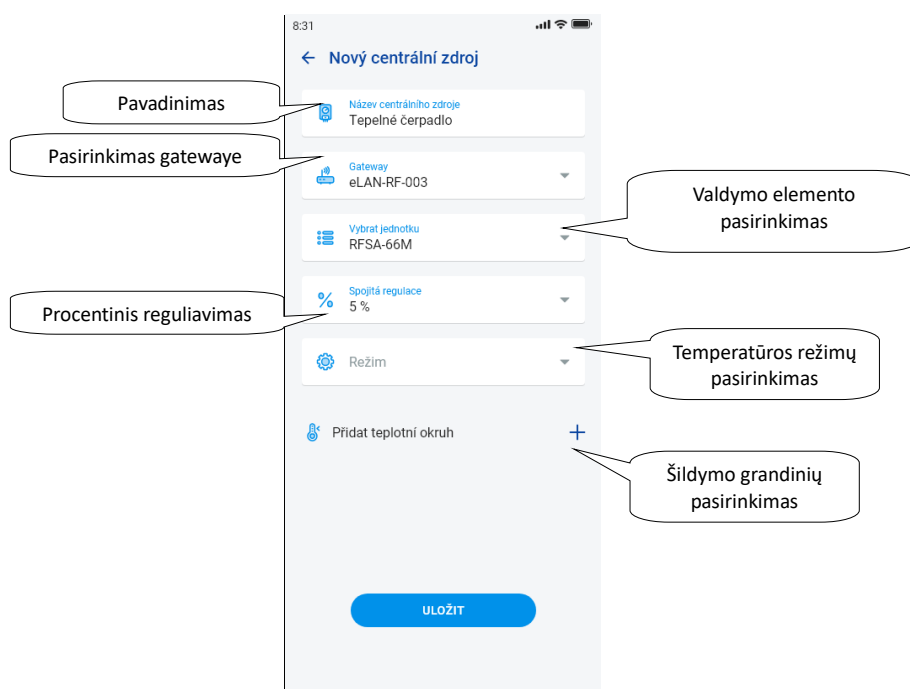 8:31
Nový centrální zdroj
Pavadinimas
Název centrálního zdroje
Tepelné čerpadlo
Pasirinkimas gatewaye
Gateway
eLAN-RF-003
Valdymo elemento
pasirinkimas
Vybrat jednotku
RFSA-66M
Procentinis reguliavimas
Spojitá regulace
5 %
Temperatūros režimų
pasirinkimas
Režim
Přidat teplotní okruh
Šildymo grandinių
pasirinkimas
ULOŽIT